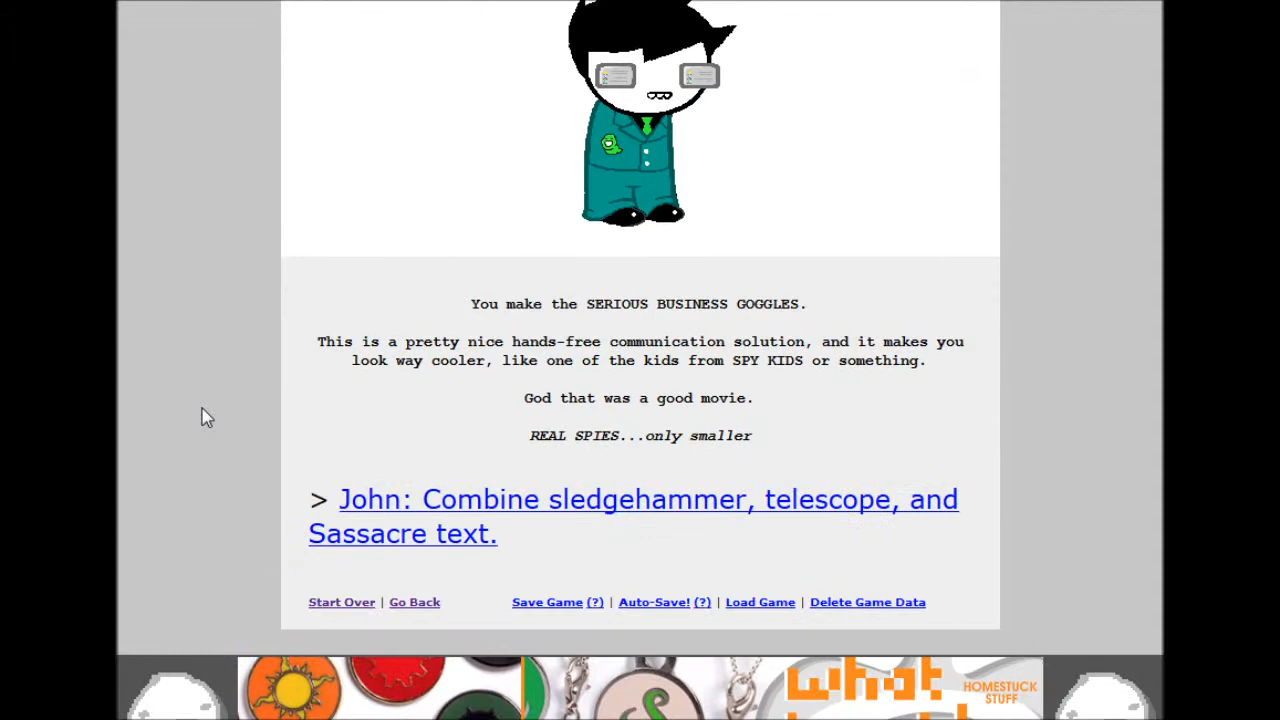 You make the SERIOUS BUSINESS GOGGLES.
This is a pretty nice hands-free communication solution, and it makes you
look way cooler, like one of the kids from SPY KIDS or something.
God that was a good movie.
REAL SPIES...only smaller
> John: Combine sledgehammer, telescope, and
Sassacre text.
Start Over | Go Back Save Game (?) | Auto-Save! (?) | Load Game | Delete Game Data
what
HOMESTUCK
STUFF